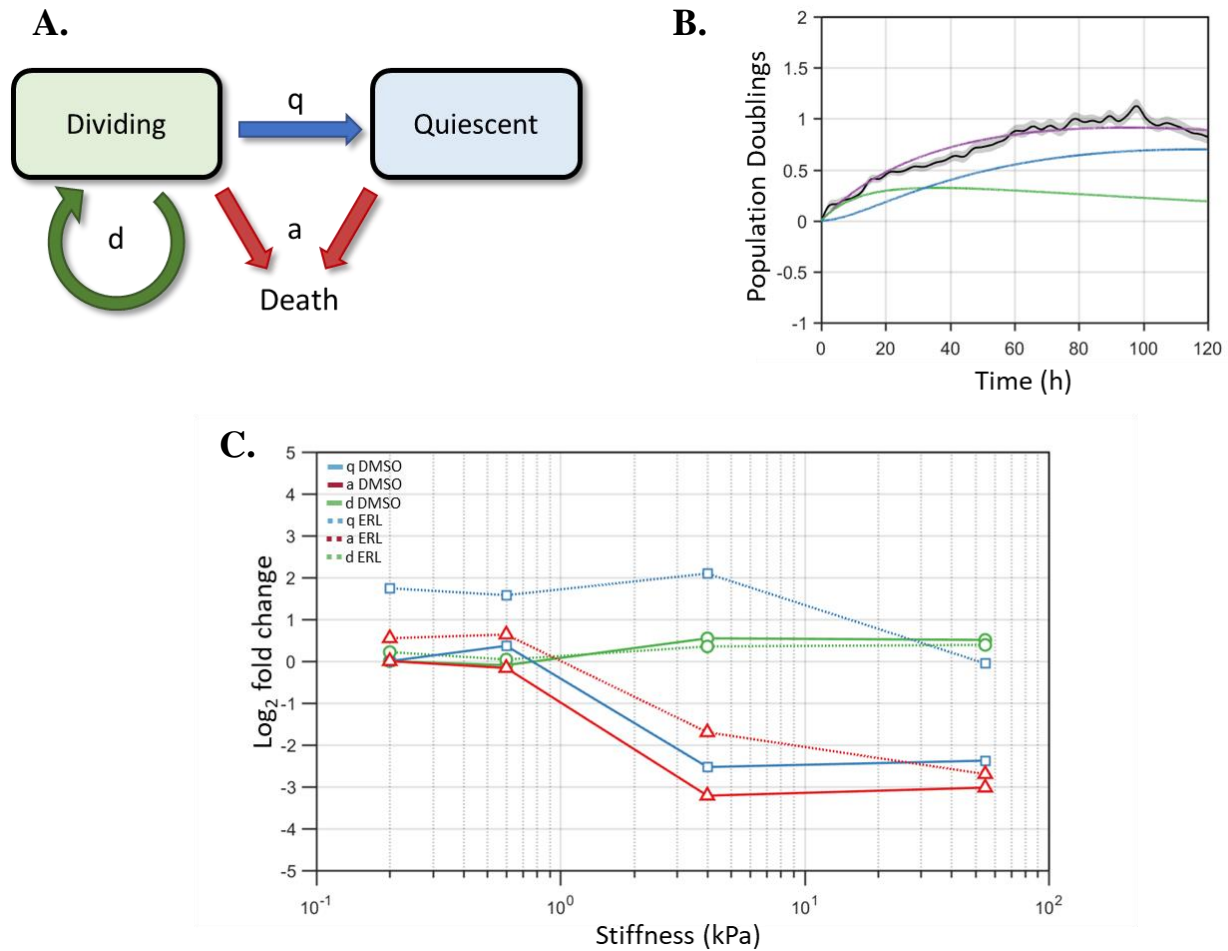 A.
Dividing
q
Quiescent
d
a
Death
B.
Population Doublings
2
1.5
1
0.5
0
-0.5
-1
0 20 40 60 80 100 120
Time (h)
C.
Log2 fold change
5
4
3
2
1
0
-1
-2
-3
-4
-5
q DMSO
a DMSO
d DMSO
q ERL
a ERL
d ERL
10-1 100 101 102
Stiffness (kPa)